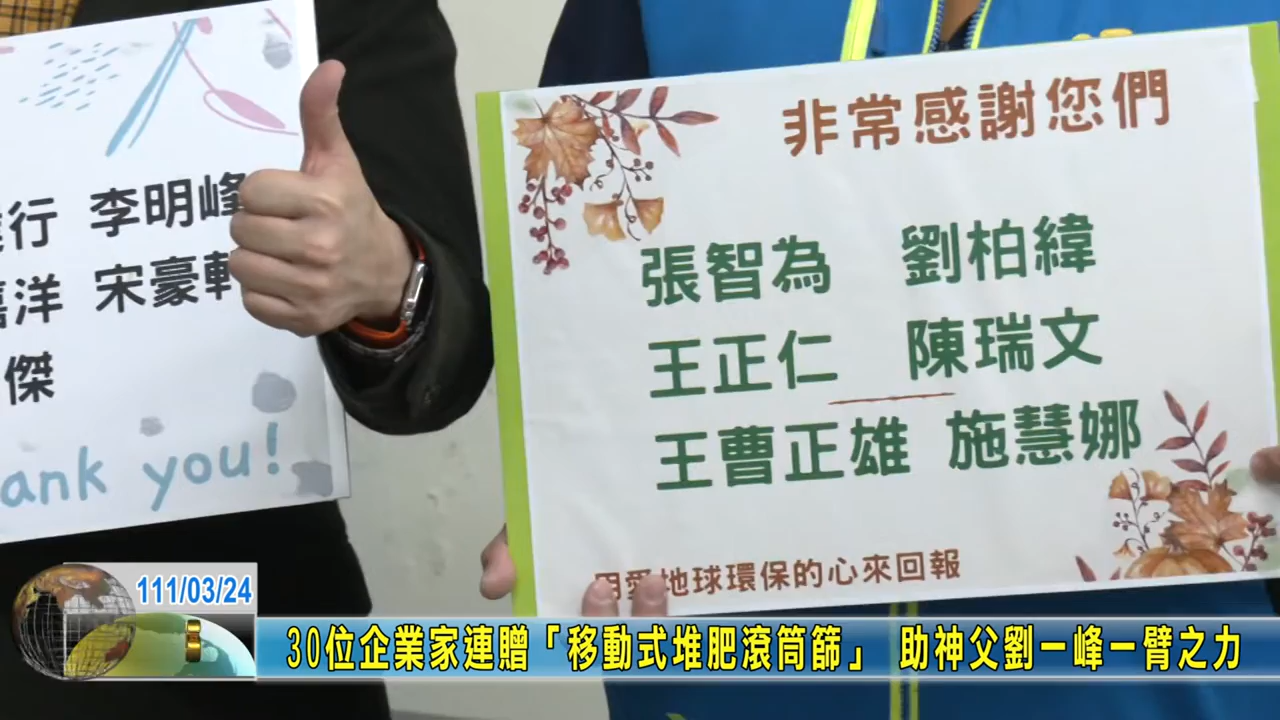 行 李明峰
洋 宋豪軒
傑
ank you!
非常感謝您們
張智為 劉柏緯
王正仁 陳瑞文
王曹正雄 施慧娜
用愛地球環保的心來回報
111/03/24
30位企業家連贈「移動式堆肥滾筒篩」 助神父劉一峰一臂之力